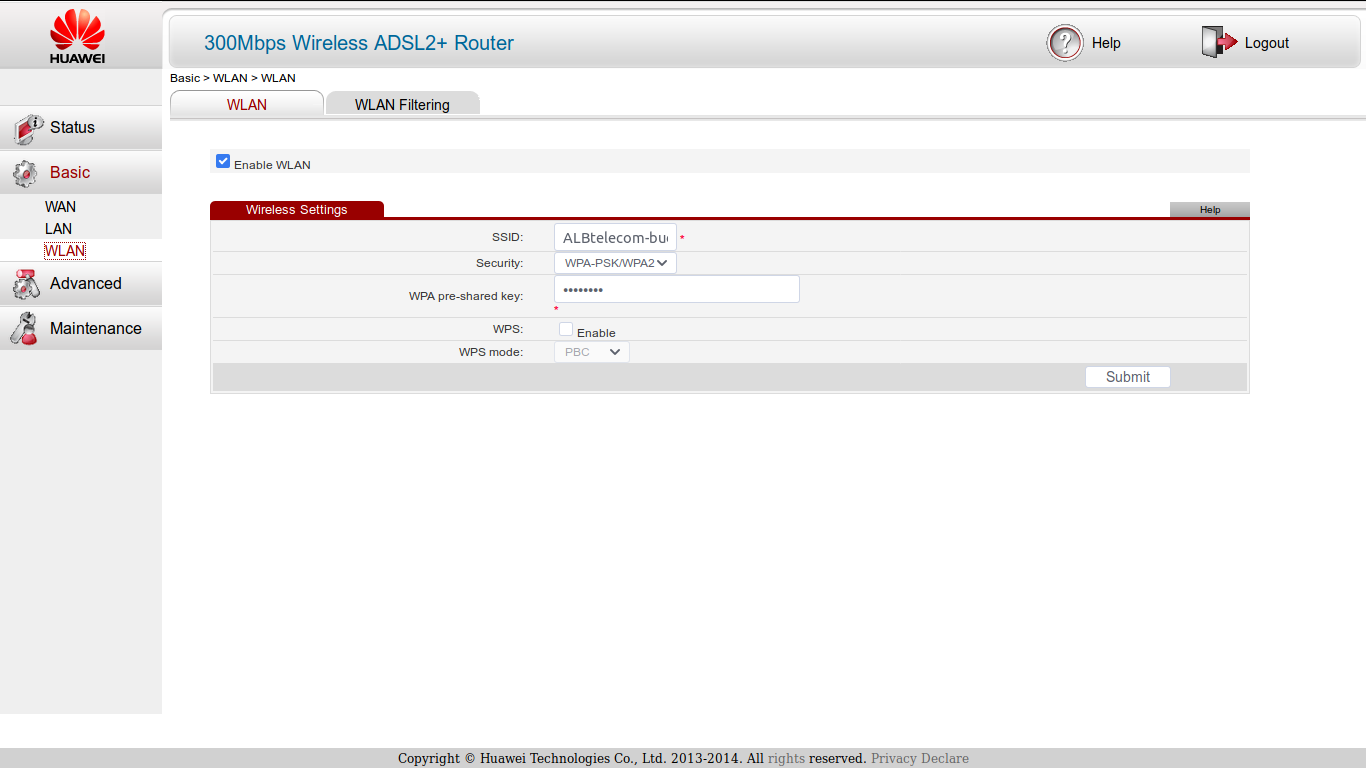 HUAWEI
300Mbps Wireless ADSL2+ Router
Help
Logout
Basic > WLAN > WLAN
WLAN
WLAN Filtering
Status
Basic
WAN
LAN
WLAN
Advanced
Maintenance
Enable WLAN
Wireless Settings
Help
SSID: ALBtelecom- *
Security: WPA-PSK/WPA2
WPA pre-shared key: ••••••••
*
WPS: Enable
WPS mode: PBC
Submit
Copyright © Huawei Technologies Co., Ltd. 2013-2014. All rights reserved. Privacy Declare